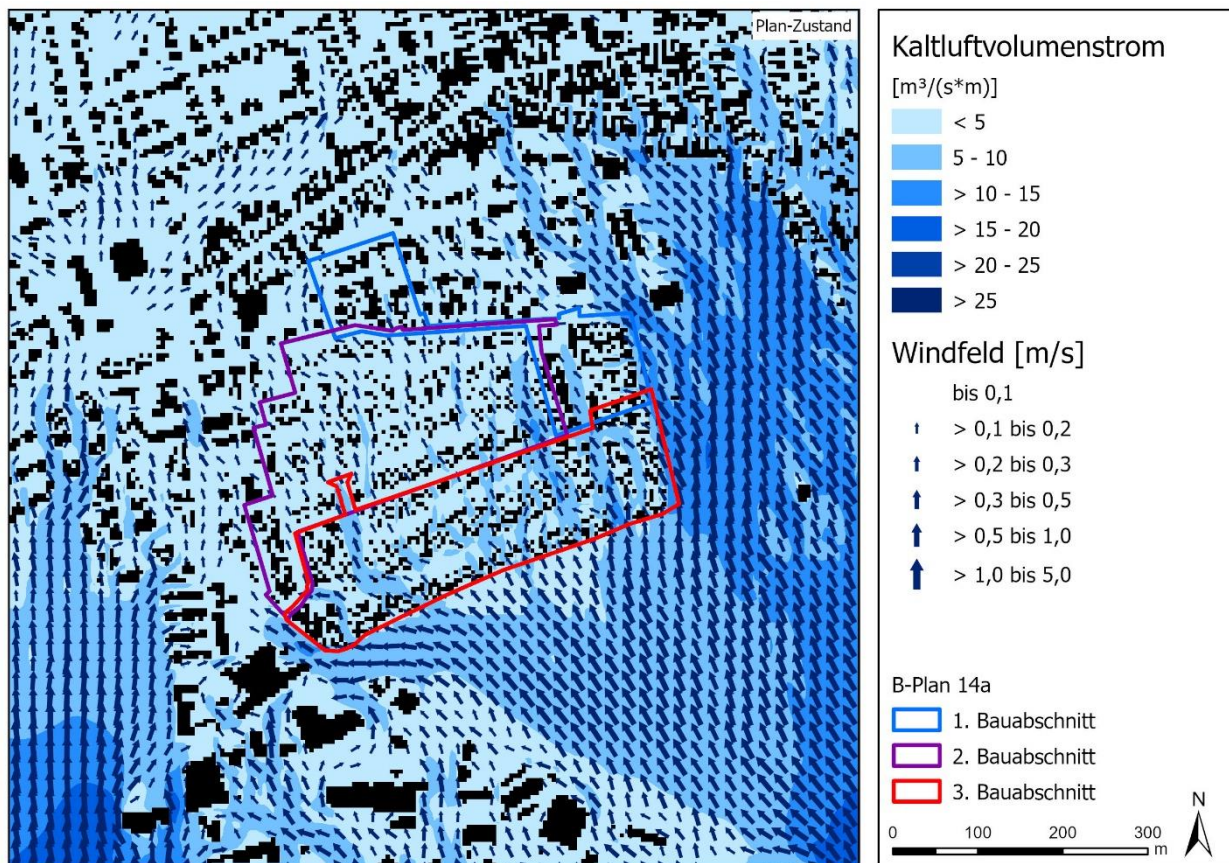 Plan-Zustand
Kaltluftvolumenstrom
[m³/(s*m)]
< 5
5 - 10
> 10 - 15
> 15 - 20
> 20 - 25
> 25
Windfeld [m/s]
bis 0,1
> 0,1 bis 0,2
> 0,2 bis 0,3
> 0,3 bis 0,5
> 0,5 bis 1,0
> 1,0 bis 5,0
B-Plan 14a
1. Bauabschnitt
2. Bauabschnitt
3. Bauabschnitt
N
0 100 200 300
m